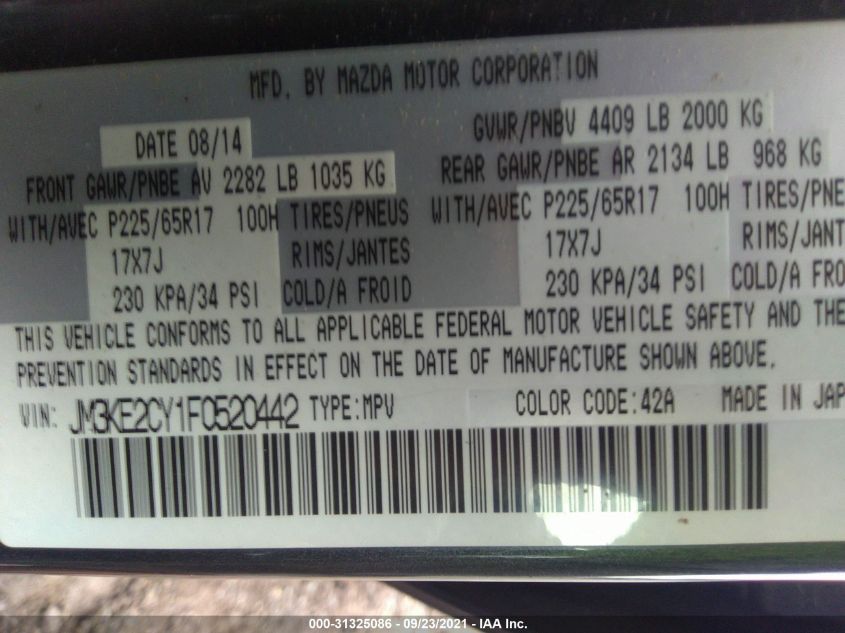 MFD. BY MAZDA MOTOR CORPORATION
DATE 08/14 GVWR/PNBV 4409 LB 2000 KG
FRONT GAWR/PNBE AV 2282 LB 1035 KG REAR GAWR/PNBE AR 2134 LB 968 KG
WITH/AVEC P225/65R17 100H TIRES/PNEUS WITH/AVEC P225/65R17 100H TIRES/PNE
17X7J RIMS/JANTES 17X7J RIMS/JANT
230 KPA/34 PSI COLD/A FROID 230 KPA/34 PSI COLD/A FRO
THIS VEHICLE CONFORMS TO ALL APPLICABLE FEDERAL MOTOR VEHICLE SAFETY AND THE
PREVENTION STANDARDS IN EFFECT ON THE DATE OF MANUFACTURE SHOWN ABOVE.
VIN: JM3KE2CY1F0520442 TYPE:MPV COLOR CODE:42A MADE IN JAP
000-31325086 - 09/23/2021 - IAA Inc.